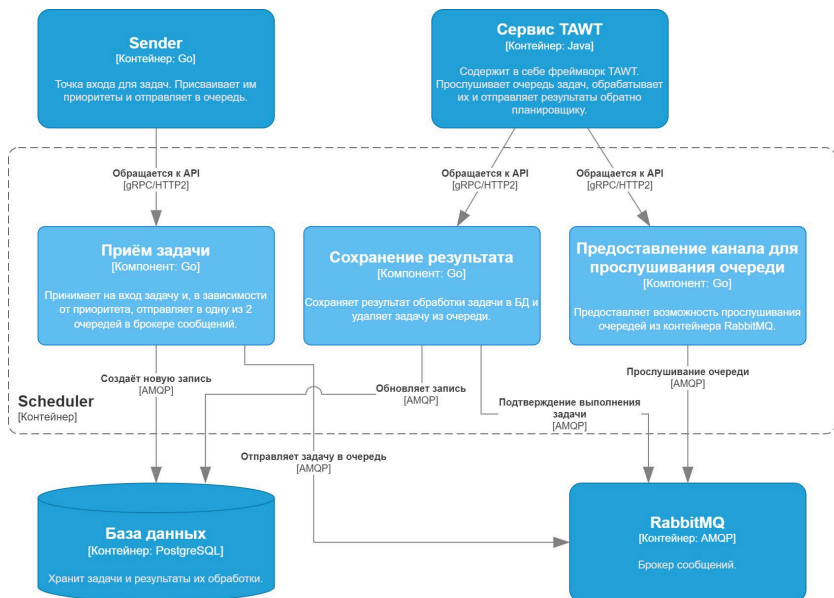 Sender
[Контейнер: Go]
Точка входа для задач. Присваивает им
приоритеты и отправляет в очередь.
Сервис TAWT
[Контейнер: Java]
Содержит в себе фреймворк TAWT.
Прослушивает очередь задач, обрабатывает
их и отправляет результаты обратно
планировщику.
Обращается к API
[gRPC/HTTP2]
Обращается к API
[gRPC/HTTP2]
Обращается к API
[gRPC/HTTP2]
Приём задачи
[Компонент: Go]
Принимает на вход задачу и, в зависимости
от приоритета, отправляет в одну из 2
очередей в брокере сообщений.
Сохранение результата
[Компонент: Go]
Сохраняет результат обработки задачи в БД и
удаляет задачу из очереди.
Предоставление канала для
прослушивания очереди
[Компонент: Go]
Предоставляет возможность прослушивания
очередей из контейнера RabbitMQ.
Создаёт новую запись
[AMQP]
Обновляет запись
[AMQP]
Прослушивание очереди
[AMQP]
Scheduler
[Контейнер]
Подтверждение выполнения
задачи
[AMQP]
Отправляет задачу в очередь
[AMQP]
База данных
[Контейнер: PostgreSQL]
Хранит задачи и результаты их обработки.
RabbitMQ
[Контейнер: AMQP]
Брокер сообщений.